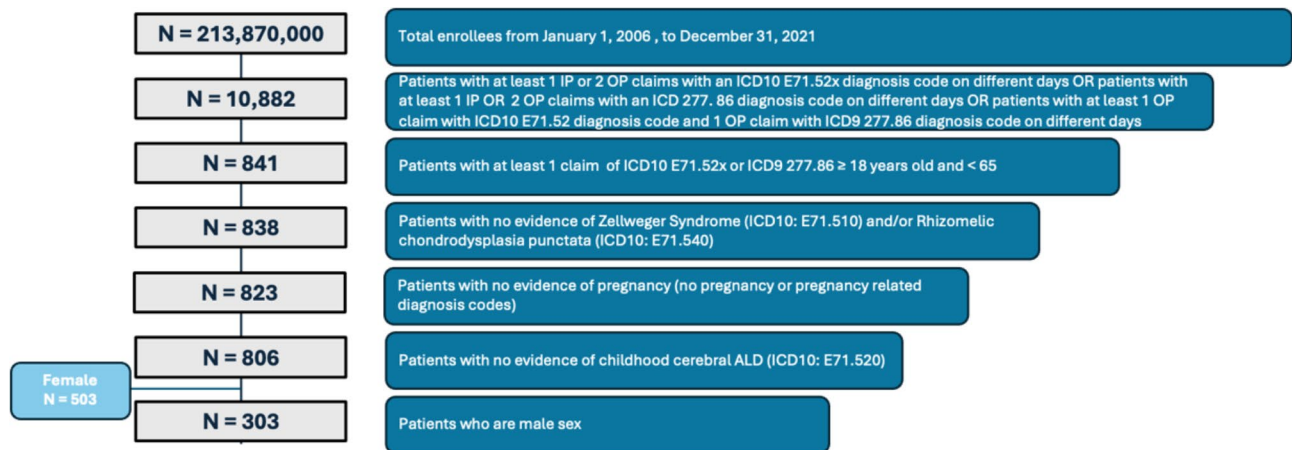 N = 213,870,000
Total enrollees from January 1, 2006 , to December 31, 2021
N = 10,882
Patients with at least 1 IP or 2 OP claims with an ICD10 E71.52x diagnosis code on different days OR patients with
at least 1 IP OR 2 OP claims with an ICD 277. 86 diagnosis code on different days OR patients with at least 1 OP
claim with ICD10 E71.52 diagnosis code and 1 OP claim with ICD9 277.86 diagnosis code on different days
N = 841
Patients with at least 1 claim of ICD10 E71.52x or ICD9 277.86 ≥ 18 years old and < 65
N = 838
Patients with no evidence of Zellweger Syndrome (ICD10: E71.510) and/or Rhizomelic
chondrodysplasia punctata (ICD10: E71.540)
N = 823
Patients with no evidence of pregnancy (no pregnancy or pregnancy related
diagnosis codes)
N = 806
Patients with no evidence of childhood cerebral ALD (ICD10: E71.520)
Female
N = 503
N = 303
Patients who are male sex